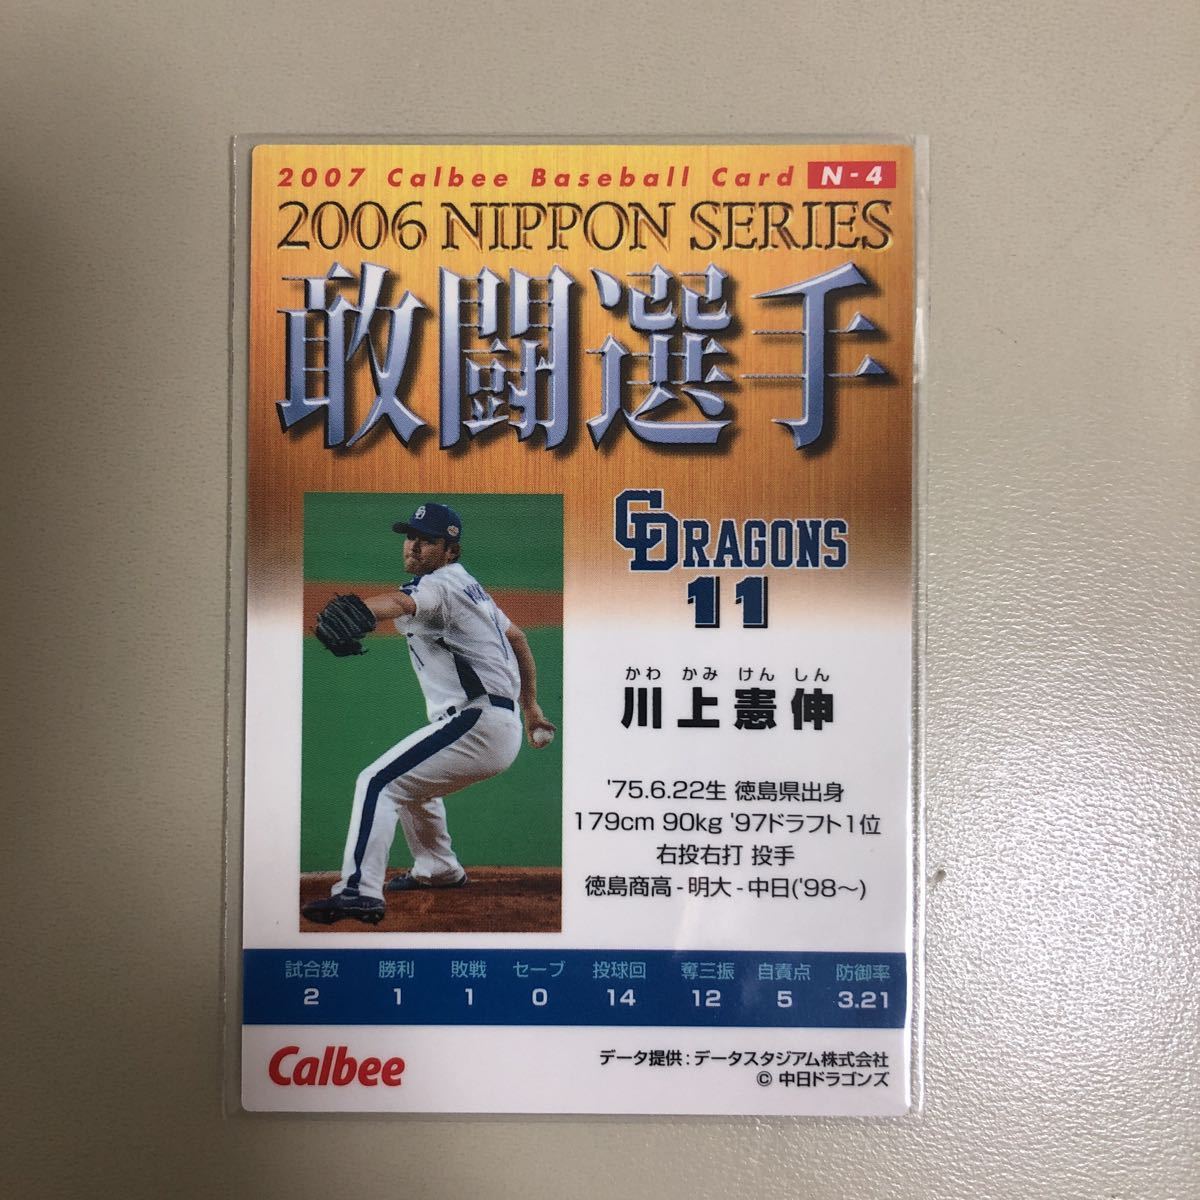 2007 Calbee Baseball Card N-4
2006 NIPPON SERIES
敢闘選手
CDRAGONS
11
かわ かみ けん しん
川上憲伸
'75.6.22生 徳島県出身
179cm 90kg '97ドラフト1位
右投右打 投手
徳島商高-明大-中日('98〜)
試合数 勝利 敗戦 セーブ 投球回 奪三振 自責点 防御率
2 1 1 0 14 12 5 3.21
Calbee
データ提供:データスタジアム株式会社
© 中日ドラゴンズ